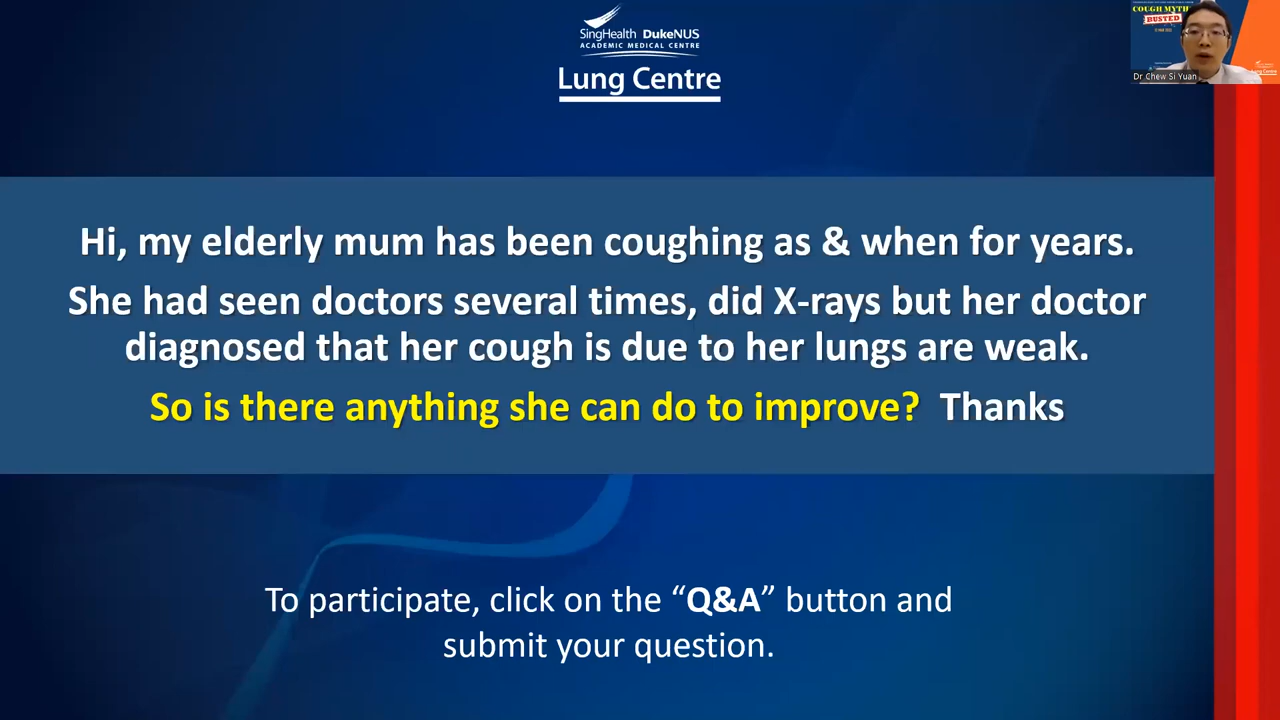 SingHealth DukeNUS
ACADEMIC MEDICAL CENTRE
Lung Centre
COUGH MYTH
BUSTED
Dr Chew Si Yuan
Hi, my elderly mum has been coughing as & when for years.
She had seen doctors several times, did X-rays but her doctor
diagnosed that her cough is due to her lungs are weak.
So is there anything she can do to improve? Thanks
To participate, click on the “Q&A” button and
submit your question.